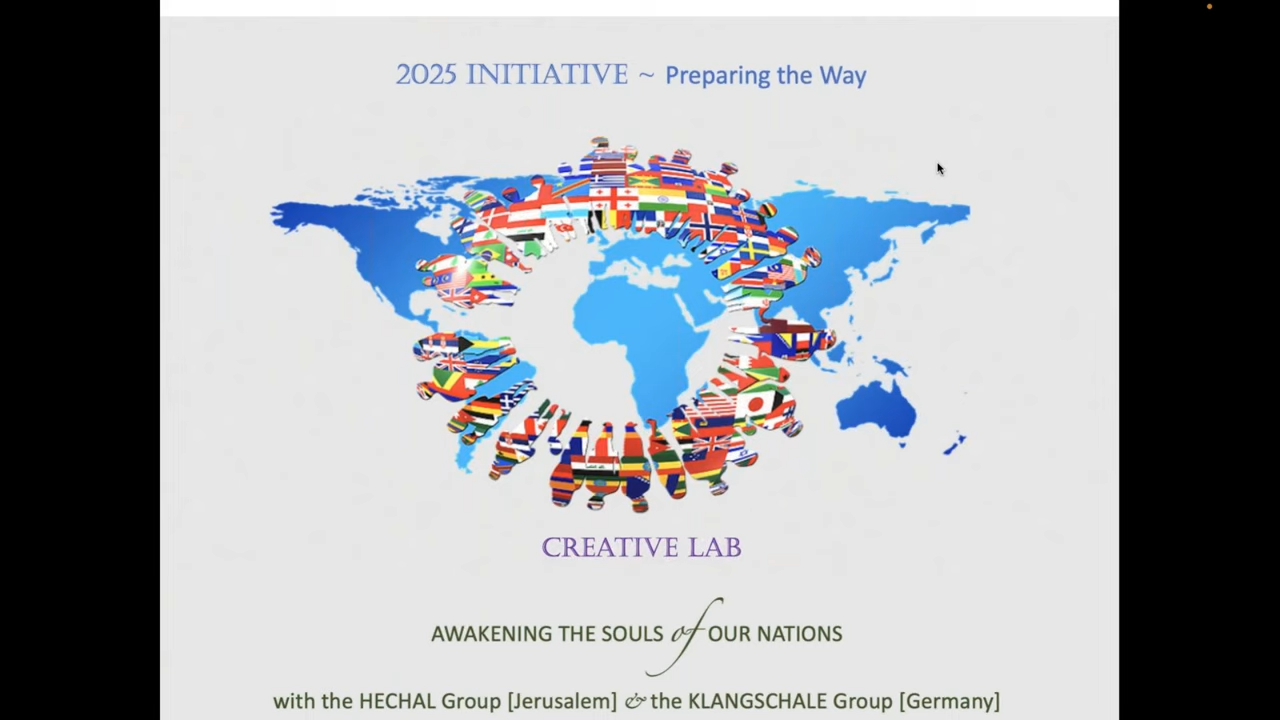 2025 INITIATIVE ~ Preparing the Way
CREATIVE LAB
AWAKENING THE SOULS of OUR NATIONS
with the HECHAL Group [Jerusalem] & the KLANGSCHALE Group [Germany]